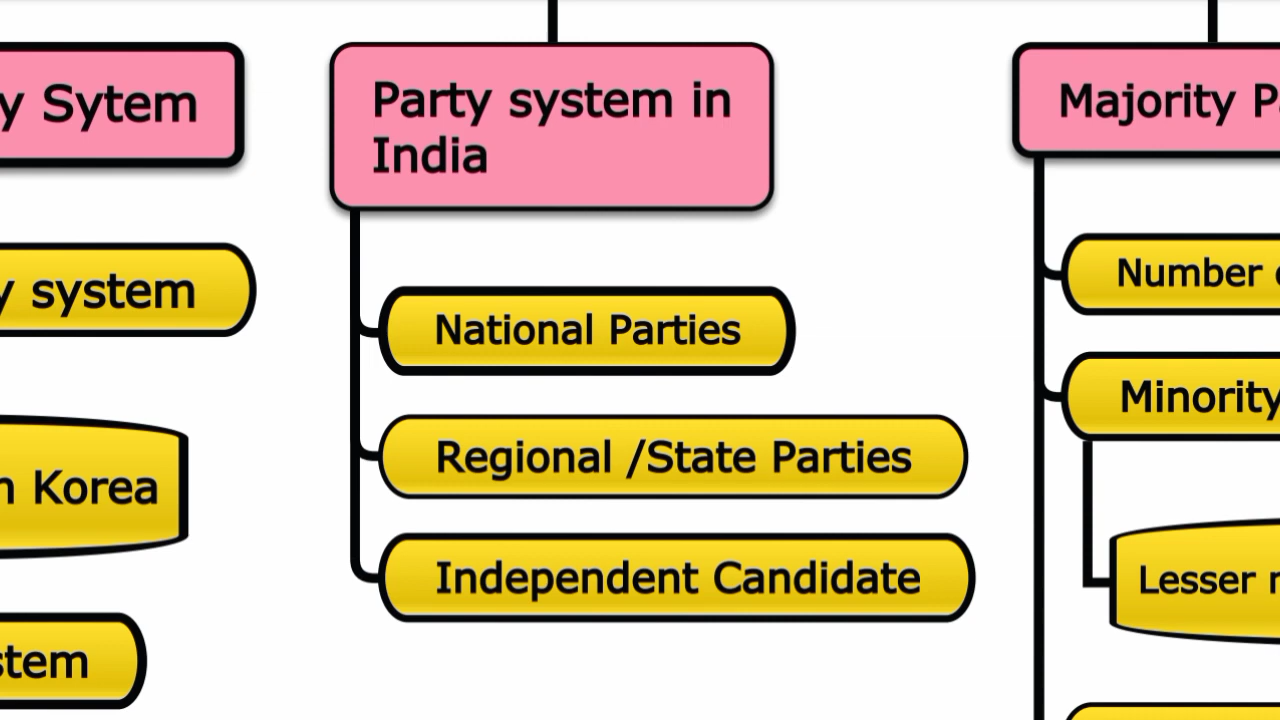 y Sytem
y system
Korea
stem
Party system in
India
National Parties
Regional /State Parties
Independent Candidate
Majority
Number
Minority
Lesser